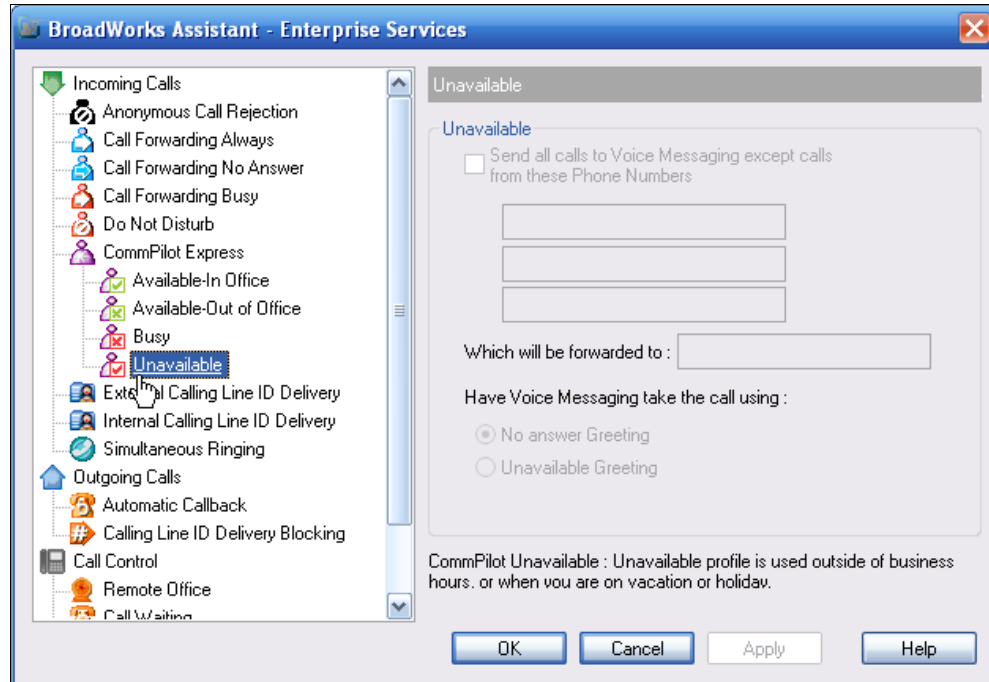 BroadWorks Assistant - Enterprise Services
Incoming Calls
Anonymous Call Rejection
Call Forwarding Always
Call Forwarding No Answer
Call Forwarding Busy
Do Not Disturb
CommPilot Express
Available-In Office
Available-Out of Office
Busy
Unavailable
External Calling Line ID Delivery
Internal Calling Line ID Delivery
Simultaneous Ringing
Outgoing Calls
Automatic Callback
Calling Line ID Delivery Blocking
Call Control
Remote Office
Call Waiting
Unavailable
Unavailable
Send all calls to Voice Messaging except calls
from these Phone Numbers
Which will be forwarded to :
Have Voice Messaging take the call using :
No answer Greeting
Unavailable Greeting
CommPilot Unavailable : Unavailable profile is used outside of business
hours. or when you are on vacation or holiday.
OK
Cancel
Apply
Help